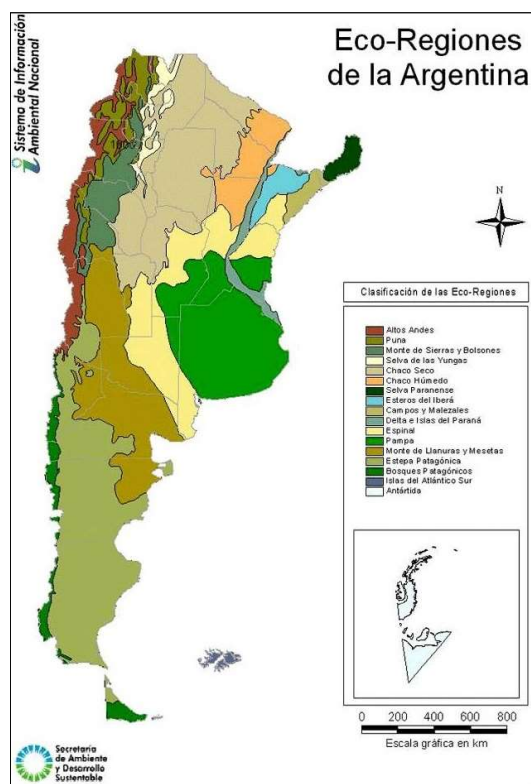 Sistema de Información
Ambiental Nacional
Eco-Regiones
de la Argentina
N
Clasificación de las Eco-Regiones
Altos Andes
Puna
Monte de Sierras y Bolsones
Selva de las Yungas
Chaco Seco
Chaco Húmedo
Selva Paranense
Esteros del Iberá
Campos y Malezales
Delta e Islas del Paraná
Espinal
Pampa
Monte de Llanuras y Mesetas
Estepa Patagónica
Bosques Patagónicos
Islas del Atlántico Sur
Antártida
0 200 400 600 800
Escala gráfica en km
Secretaría
de Ambiente
y Desarrollo
Sustentable